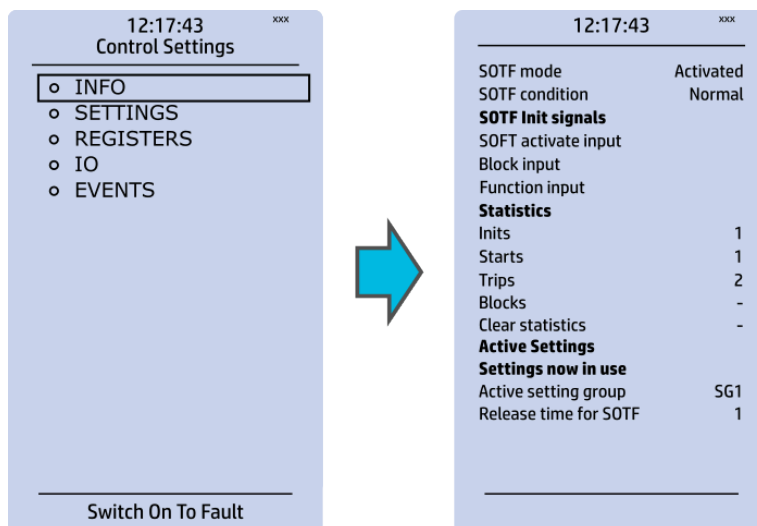 12:17:43 xxx
Control Settings
INFO
SETTINGS
REGISTERS
IO
EVENTS
Switch On To Fault
12:17:43 xxx
SOTF mode Activated
SOTF condition Normal
SOTF Init signals
SOFT activate input
Block input
Function input
Statistics
Inits 1
Starts 1
Trips 2
Blocks -
Clear statistics -
Active Settings
Settings now in use
Active setting group SG1
Release time for SOTF 1